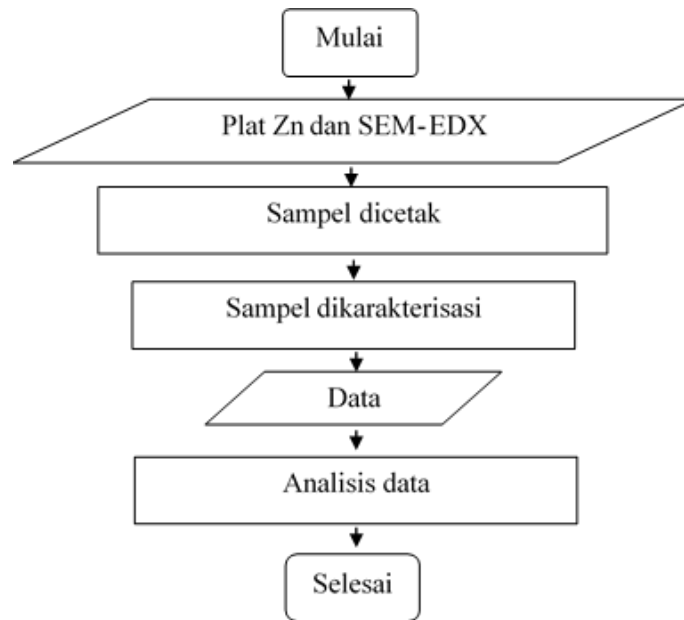 Mulai
Plat Zn dan SEM-EDX
Sampel dicetak
Sampel dikarakterisasi
Data
Analisis data
Selesai